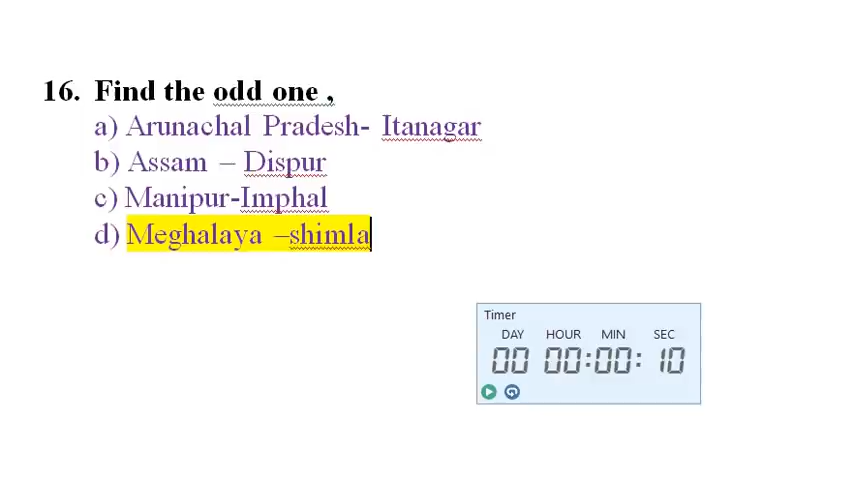 16. Find the odd one ,
a) Arunachal Pradesh- Itanagar
b) Assam – Dispur
c) Manipur-Imphal
d) Meghalaya –shimla
Timer
DAY HOUR MIN SEC
00 00:00: 10